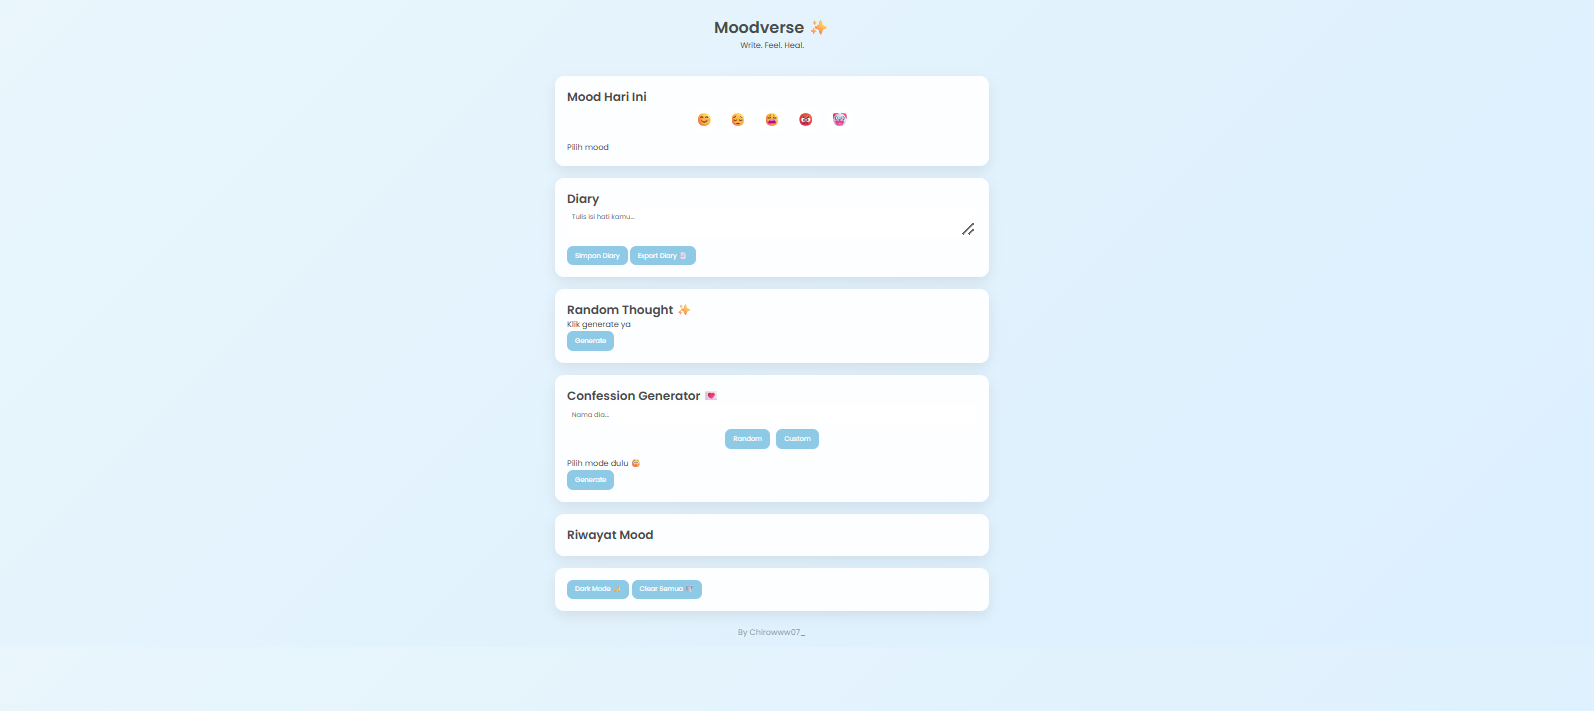 Moodverse ✨
Write. Feel. Heal.
Mood Hari Ini
Pilih mood
Diary
Tulis isi hati kamu...
Simpan Diary Export Diary
Random Thought ✨
Klik generate ya
Generate
Confession Generator 💌
Nama dia...
Random Custom
Pilih mode dulu
Generate
Riwayat Mood
Dark Mode Clear Semua
By Chirowww07_